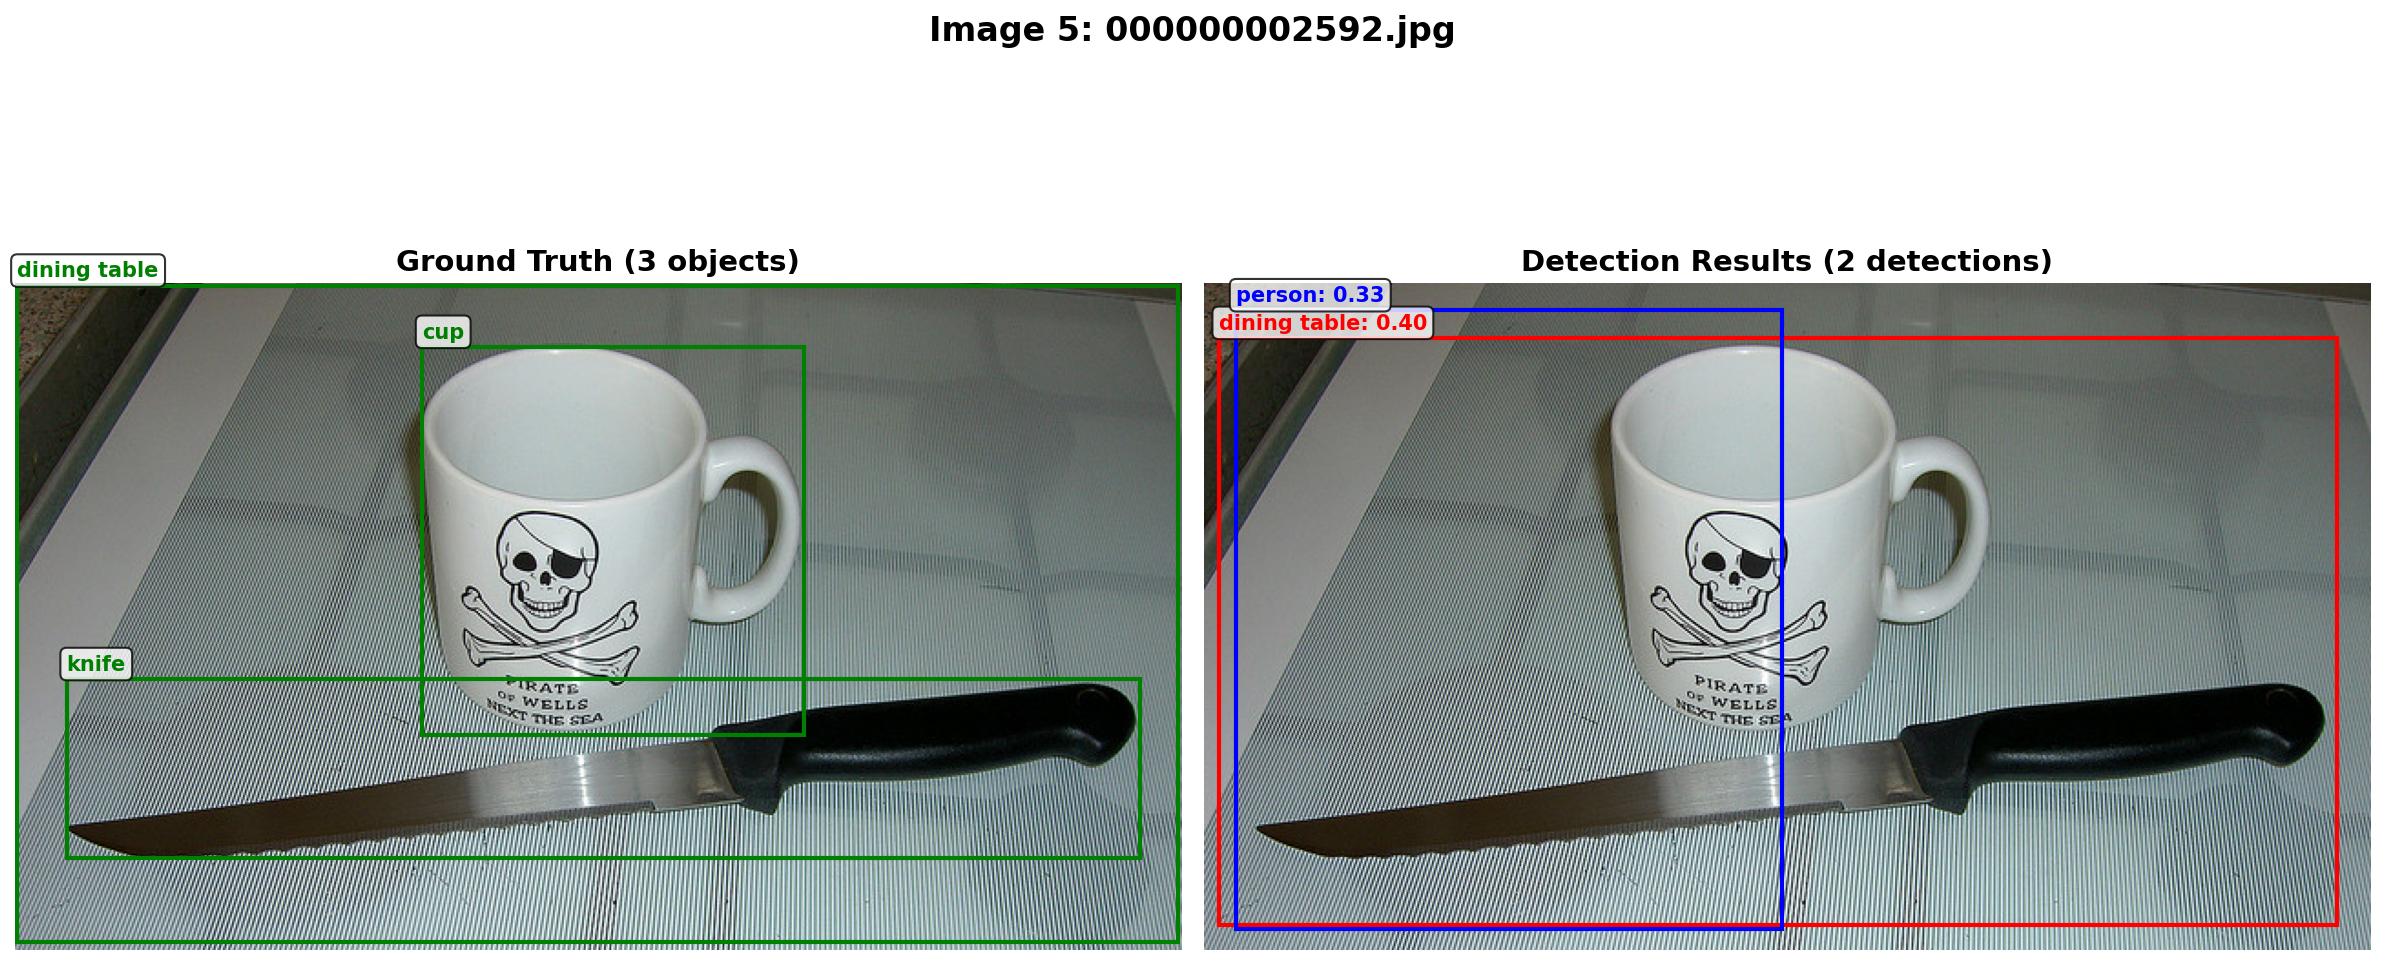 Image 5: 000000002592.jpg
Ground Truth (3 objects)
Detection Results (2 detections)
dining table
cup
knife
PIRATE
OF WELLS
NEXT THE SEA
person: 0.33
dining table: 0.40
PIRATE
OF WELLS
NEXT THE SEA